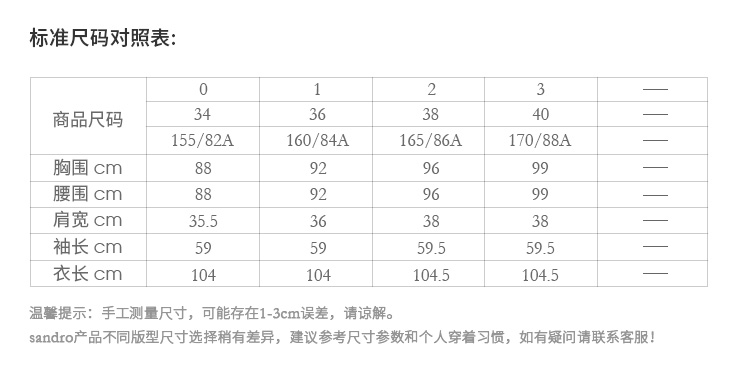 标准尺码对照表:
商品尺码 0 1 2 3 —
34 36 38 40 —
155/82A 160/84A 165/86A 170/88A —
胸围 cm 88 92 96 99 —
腰围 cm 88 92 96 99 —
肩宽 cm 35.5 36 38 38 —
袖长 cm 59 59 59.5 59.5 —
衣长 cm 104 104 104.5 104.5 —
温馨提示：手工测量尺寸，可能存在1-3cm误差，请谅解。
sandro产品不同版型尺寸选择稍有差异，建议参考尺寸参数和个人穿着习惯，如有疑问请联系客服！